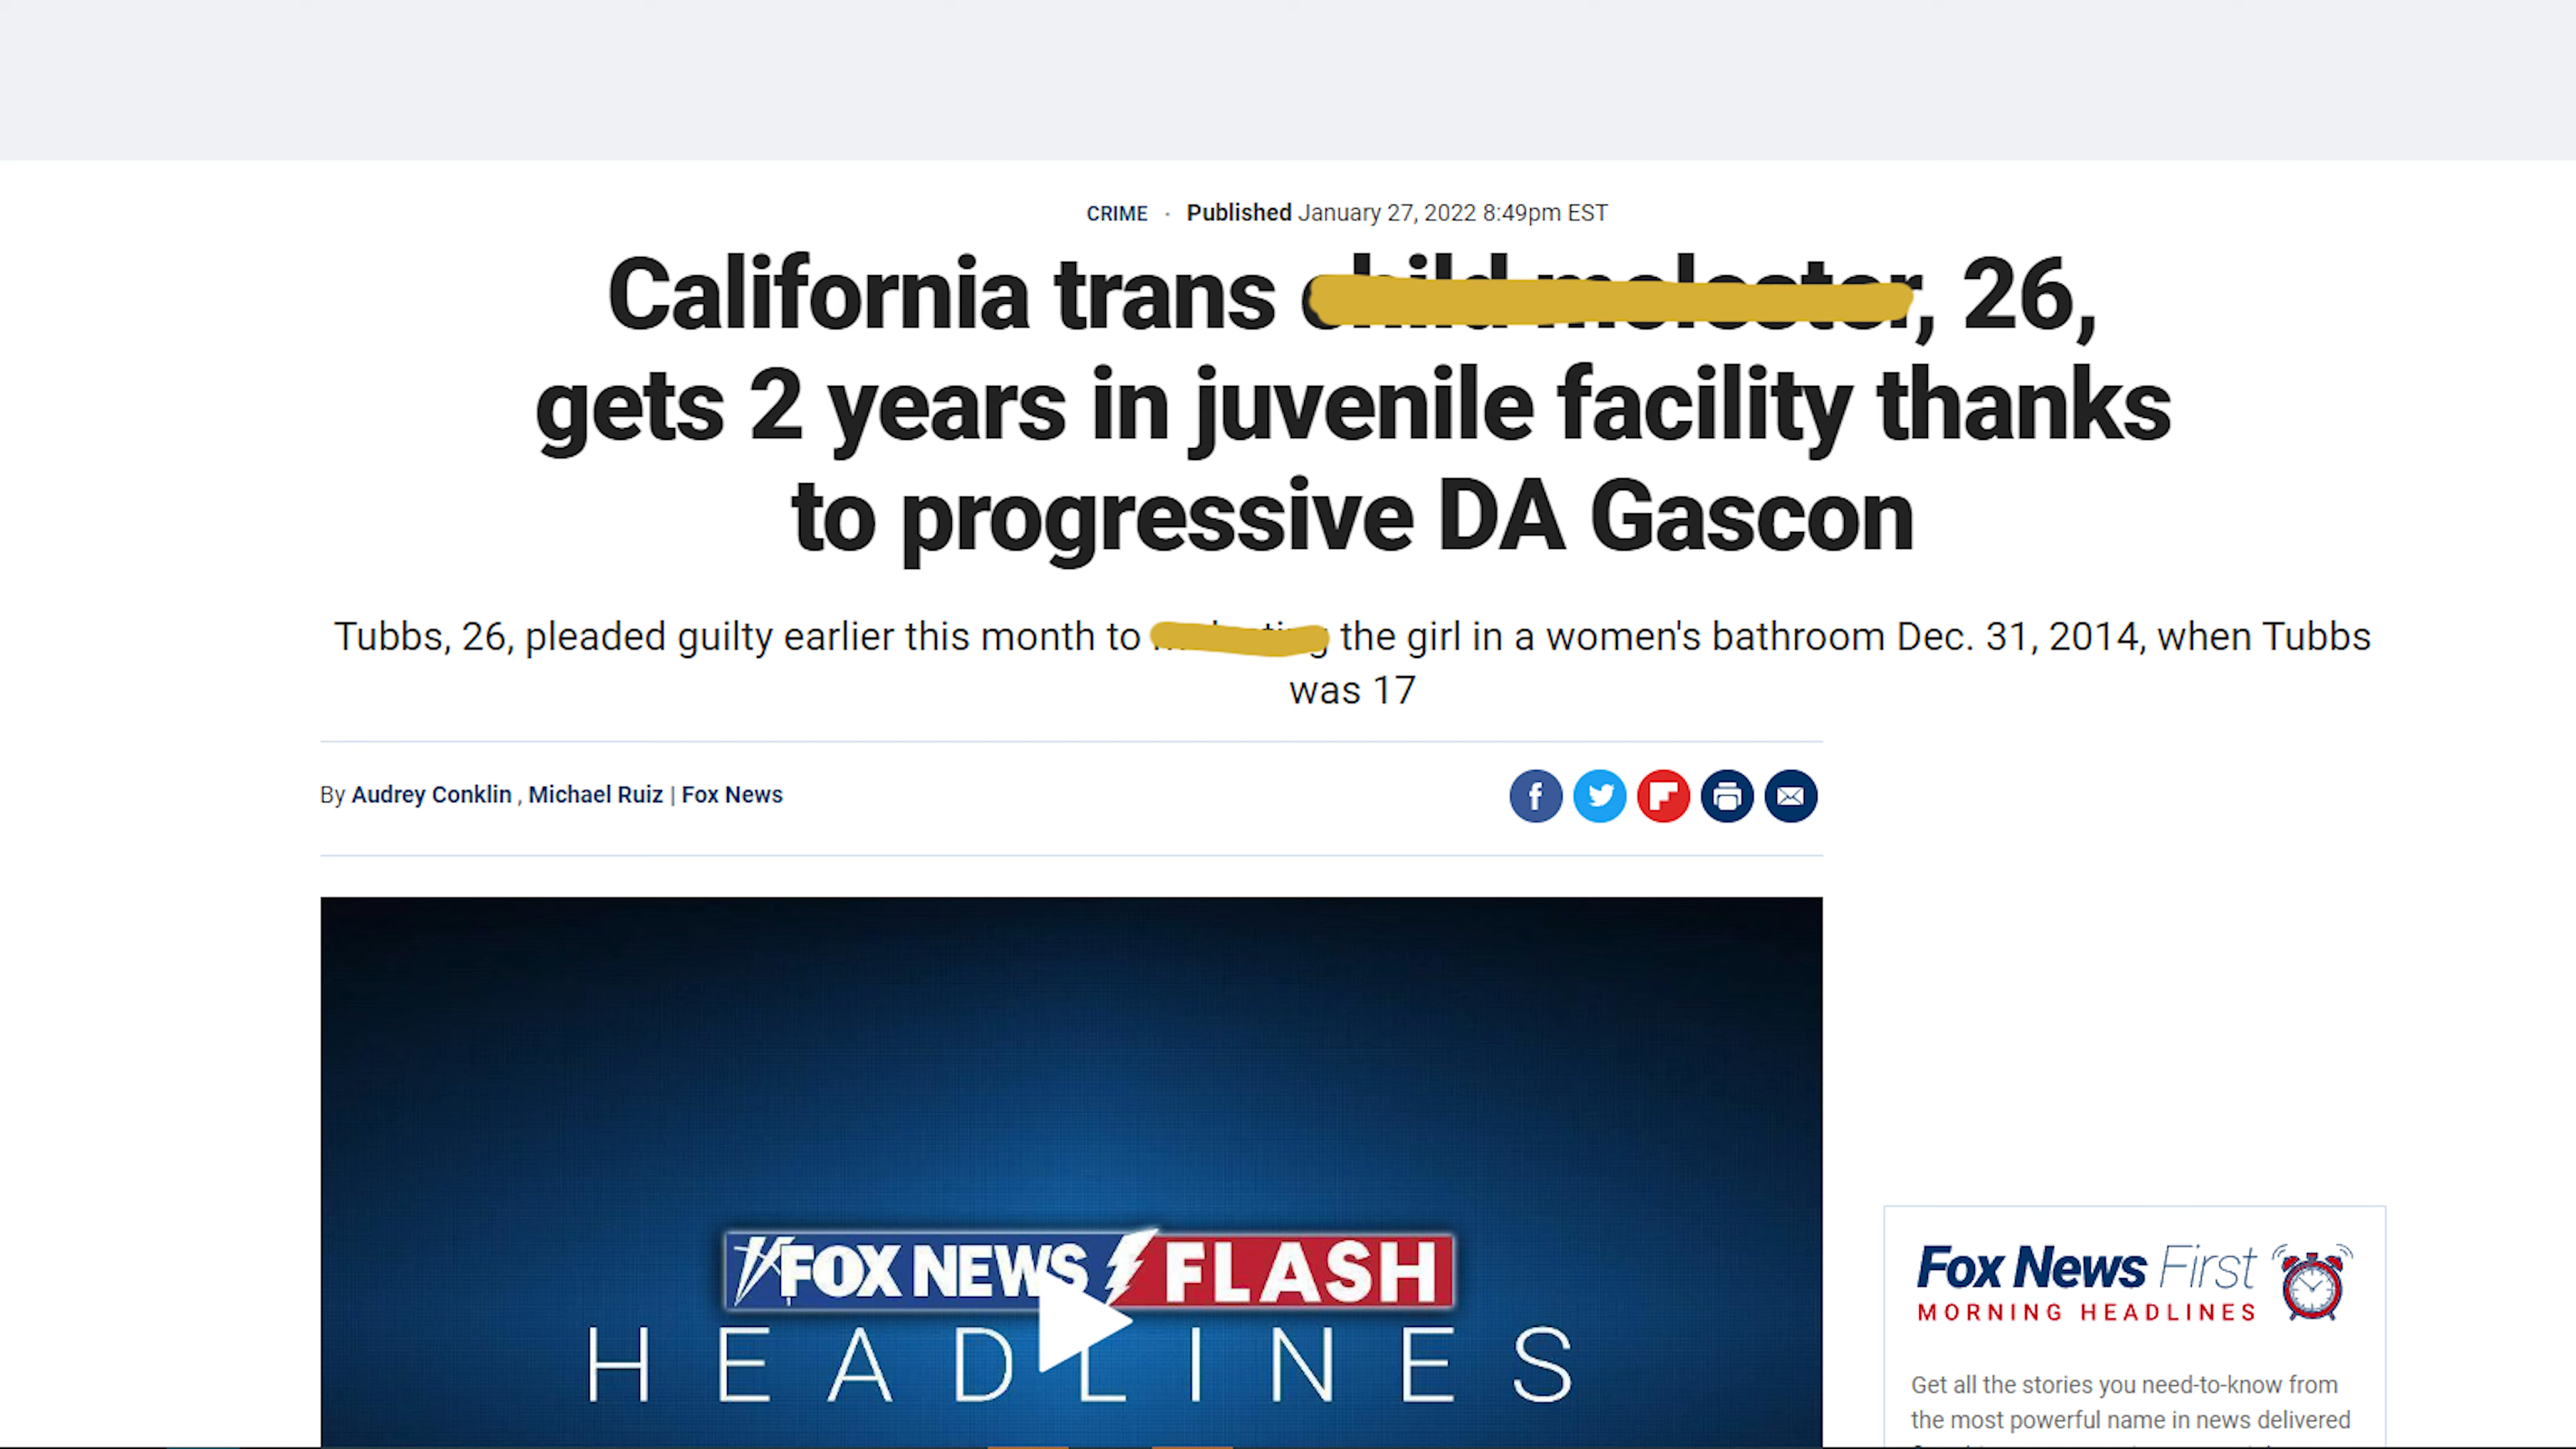 CRIME · Published January 27, 2022 8:49pm EST
California trans child molester, 26,
gets 2 years in juvenile facility thanks
to progressive DA Gascon
Tubbs, 26, pleaded guilty earlier this month to the girl in a women's bathroom Dec. 31, 2014, when Tubbs
was 17
By Audrey Conklin , Michael Ruiz | Fox News
FOX NEWS FLASH
HEADLINES
Fox News First
MORNING HEADLINES
Get all the stories you need-to-know from
the most powerful name in news delivered